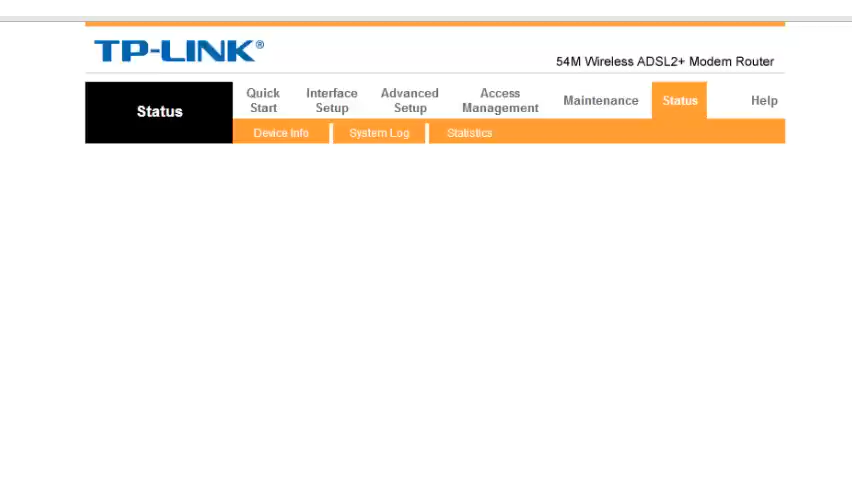 TP-LINK®
54M Wireless ADSL2+ Modem Router
Status
Quick Start
Interface Setup
Advanced Setup
Access Management
Maintenance
Status
Help
Device Info
System Log
Statistics